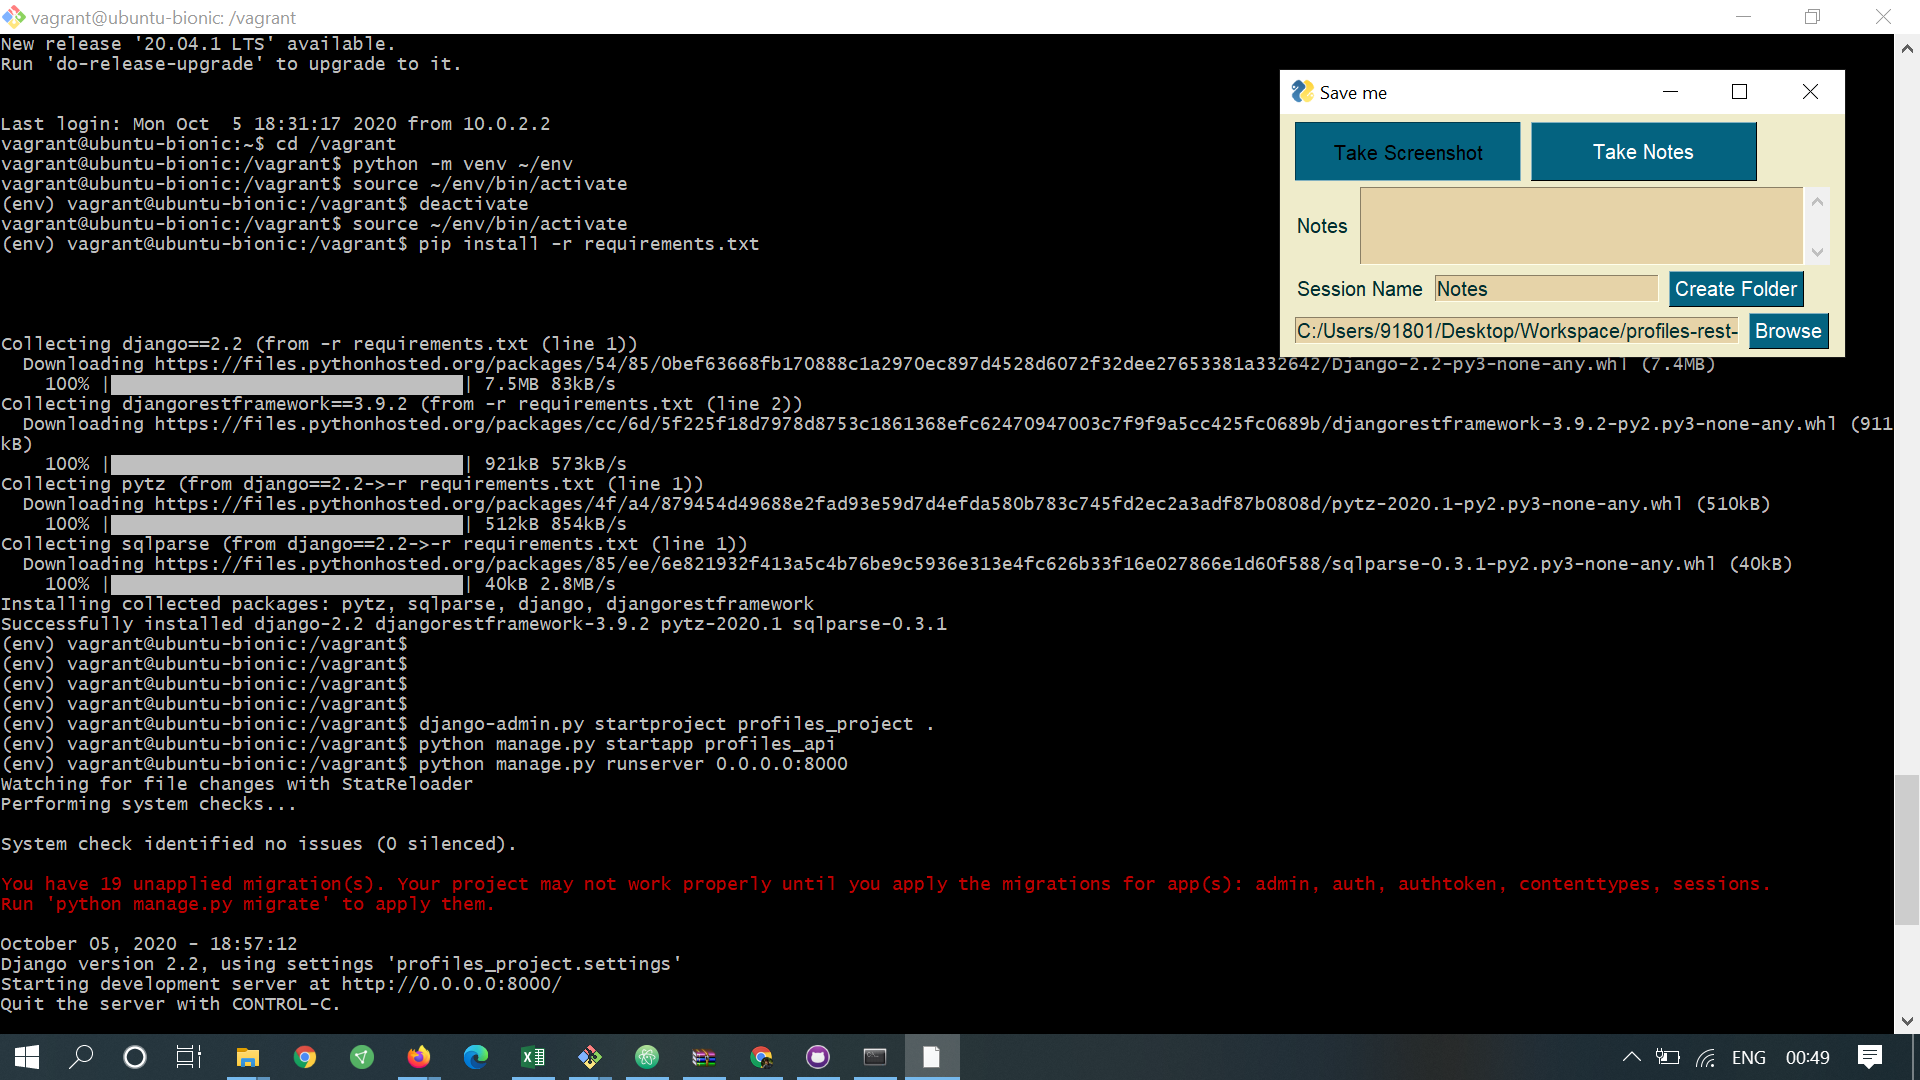 vagrant@ubuntu-bionic: /vagrant
New release '20.04.1 LTS' available.
Run 'do-release-upgrade' to upgrade to it.
Last login: Mon Oct  5 18:31:17 2020 from 10.0.2.2
vagrant@ubuntu-bionic:~$ cd /vagrant
vagrant@ubuntu-bionic:/vagrant$ python -m venv ~/env
vagrant@ubuntu-bionic:/vagrant$ source ~/env/bin/activate
(env) vagrant@ubuntu-bionic:/vagrant$ deactivate
vagrant@ubuntu-bionic:/vagrant$ source ~/env/bin/activate
(env) vagrant@ubuntu-bionic:/vagrant$ pip install -r requirements.txt
Collecting django==2.2 (from -r requirements.txt (line 1))
Downloading https://files.pythonhosted.org/packages/54/85/0bef63668fb170888c1a2970ec897d4528d6072f32dee27653381a332642/Django-2.2-py3-none-any.whl (7.4MB)
100% || 7.5MB 83kB/s
Collecting djangorestframework==3.9.2 (from -r requirements.txt (line 2))
Downloading https://files.pythonhosted.org/packages/cc/6d/5f225f18d7978d8753c1861368efc62470947003c7f9f9a5cc425fc0689b/djangorestframework-3.9.2-py2.py3-none-any.whl (911
kB)
100% || 921kB 573kB/s
Collecting pytz (from django==2.2->-r requirements.txt (line 1))
Downloading https://files.pythonhosted.org/packages/4f/a4/879454d49688e2fad93e59d7d4efda580b783c745fd2ec2a3adf87b0808d/pytz-2020.1-py2.py3-none-any.whl (510kB)
100% || 512kB 854kB/s
Collecting sqlparse (from django==2.2->-r requirements.txt (line 1))
Downloading https://files.pythonhosted.org/packages/85/ee/6e821932f413a5c4b76be9c5936e313e4fc626b33f16e027866e1d60f588/sqlparse-0.3.1-py2.py3-none-any.whl (40kB)
100% || 40kB 2.8MB/s
Installing collected packages: pytz, sqlparse, django, djangorestframework
Successfully installed django-2.2 djangorestframework-3.9.2 pytz-2020.1 sqlparse-0.3.1
(env) vagrant@ubuntu-bionic:/vagrant$
(env) vagrant@ubuntu-bionic:/vagrant$
(env) vagrant@ubuntu-bionic:/vagrant$
(env) vagrant@ubuntu-bionic:/vagrant$
(env) vagrant@ubuntu-bionic:/vagrant$ django-admin.py startproject profiles_project .
(env) vagrant@ubuntu-bionic:/vagrant$ python manage.py startapp profiles_api
(env) vagrant@ubuntu-bionic:/vagrant$ python manage.py runserver 0.0.0.0:8000
Watching for file changes with StatReloader
Performing system checks...
System check identified no issues (0 silenced).
You have 19 unapplied migration(s). Your project may not work properly until you apply the migrations for app(s): admin, auth, authtoken, contenttypes, sessions.
Run 'python manage.py migrate' to apply them.
October 05, 2020 - 18:57:12
Django version 2.2, using settings 'profiles_project.settings'
Starting development server at http://0.0.0.0:8000/
Quit the server with CONTROL-C.
Save me
Take Screenshot
Take Notes
Notes
Session Name
Notes
Create Folder
C:/Users/91801/Desktop/Workspace/profiles-rest-
Browse
ENG
00:49